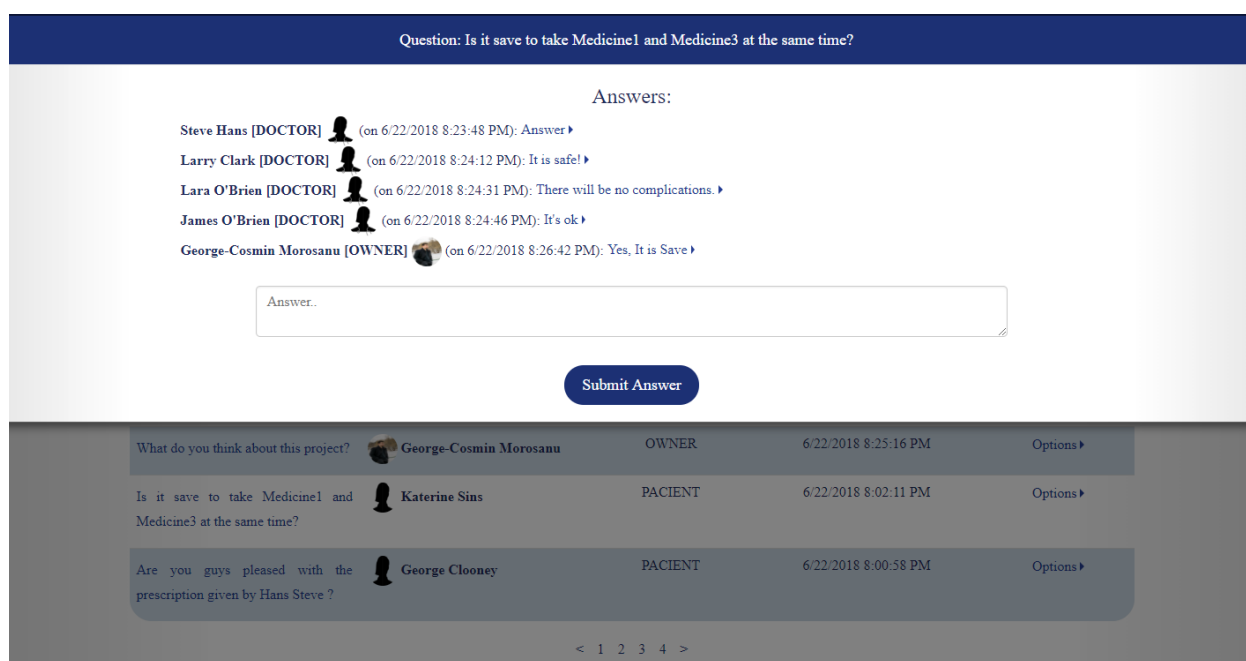 Question: Is it save to take Medicine1 and Medicine3 at the same time?
Answers:
Steve Hans [DOCTOR] (on 6/22/2018 8:23:48 PM): Answer
Larry Clark [DOCTOR] (on 6/22/2018 8:24:12 PM): It is safe!
Lara O'Brien [DOCTOR] (on 6/22/2018 8:24:31 PM): There will be no complications.
James O'Brien [DOCTOR] (on 6/22/2018 8:24:46 PM): It's ok
George-Cosmin Morosanu [OWNER] (on 6/22/2018 8:26:42 PM): Yes, It is Save
Answer..
Submit Answer
What do you think about this project? George-Cosmin Morosanu OWNER 6/22/2018 8:25:16 PM Options
Is it save to take Medicine1 and Katerine Sins PACIENT 6/22/2018 8:02:11 PM Options
Medicine3 at the same time?
Are you guys pleased with the George Clooney PACIENT 6/22/2018 8:00:58 PM Options
prescription given by Hans Steve ?
< 1 2 3 4 >